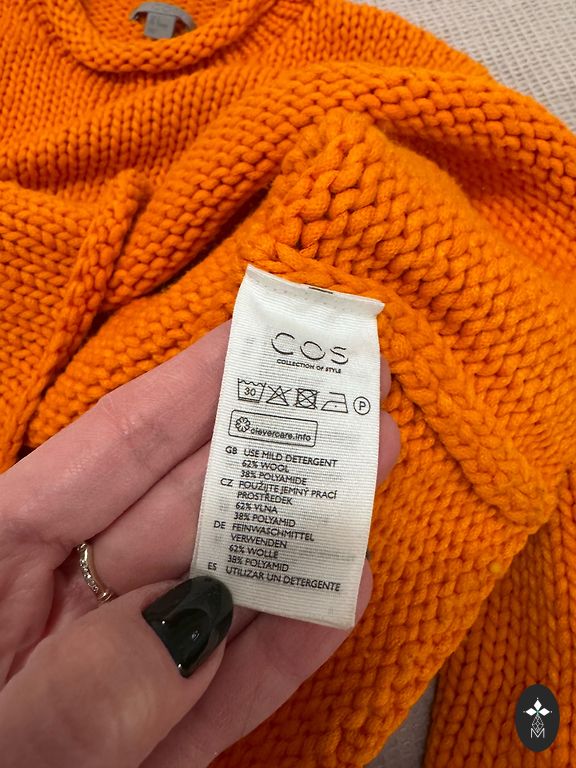 COS
COLLECTION OF STYLE
30
P
clevercare.info
GB USE MILD DETERGENT
62% WOOL
38% POLYAMIDE
CZ POUŽIJTE JEMNÝ PRACÍ
PROSTŘEDEK
62% VLNA
38% POLYAMID
DE FEINWASCHMITTEL
VERWENDEN
62% WOLLE
38% POLYAMID
ES UTILIZAR UN DETERGENTE